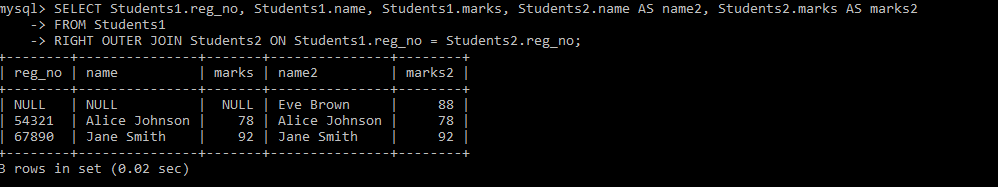 mysql> SELECT Students1.reg_no, Students1.name, Students1.marks, Students2.name AS name2, Students2.marks AS marks2
    -> FROM Students1
    -> RIGHT OUTER JOIN Students2 ON Students1.reg_no = Students2.reg_no;
+--------+---------------+-------+---------------+--------+
| reg_no | name          | marks | name2         | marks2 |
+--------+---------------+-------+---------------+--------+
| NULL   | NULL          |  NULL | Eve Brown     |     88 |
| 54321  | Alice Johnson |    78 | Alice Johnson |     78 |
| 67890  | Jane Smith    |    92 | Jane Smith    |     92 |
+--------+---------------+-------+---------------+--------+
3 rows in set (0.02 sec)